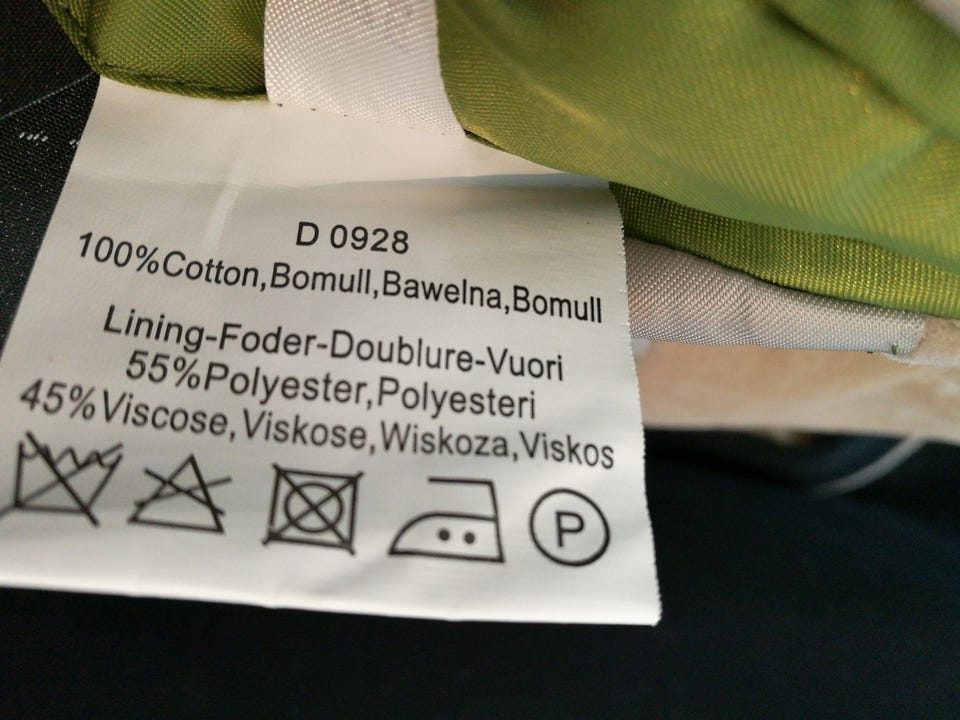 D 0928
100%Cotton,Bomull,Bawelna,Bomull
Lining-Foder-Doublure-Vuori
55%Polyester,Polyesteri
45%Viscose,Viskose,Wiskoza,Viskos
P